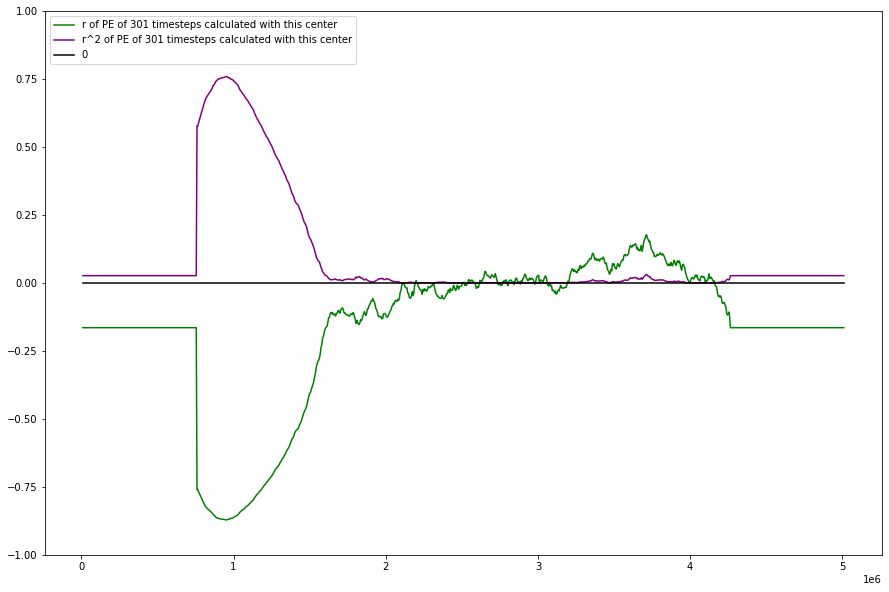 r of PE of 301 timesteps calculated with this center
r^2 of PE of 301 timesteps calculated with this center
0
1.00
0.75
0.50
0.25
0.00
−0.25
−0.50
−0.75
−1.00
0 1 2 3 4 5
1e6